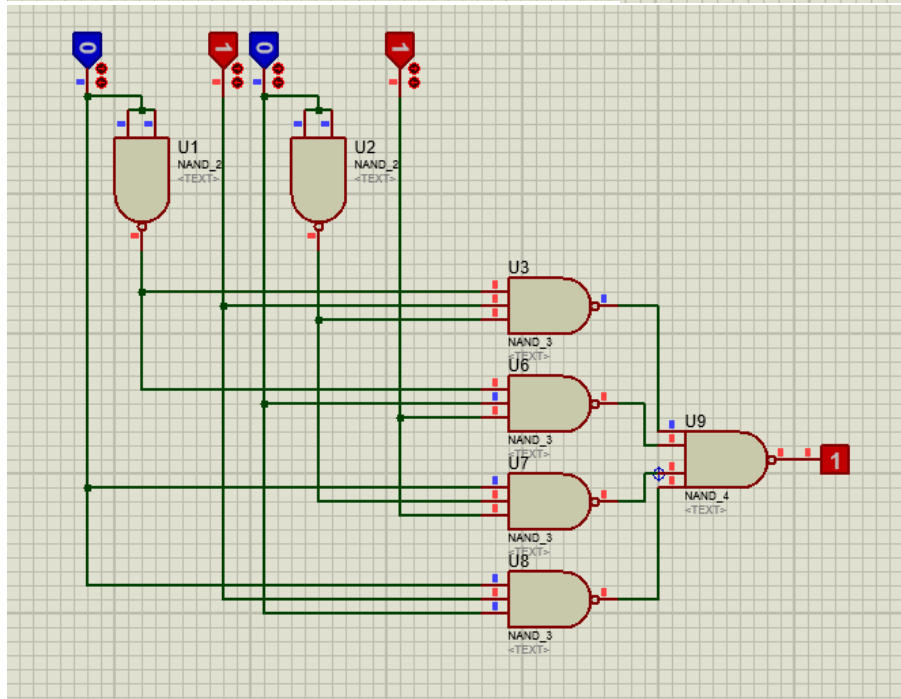 0 1 0 1
U1
NAND_2
<TEXT>
U2
NAND_2
<TEXT>
U3
NAND_3
<TEXT>
U6
NAND_3
<TEXT>
U7
NAND_3
<TEXT>
U8
NAND_3
<TEXT>
U9
NAND_4
<TEXT>
1